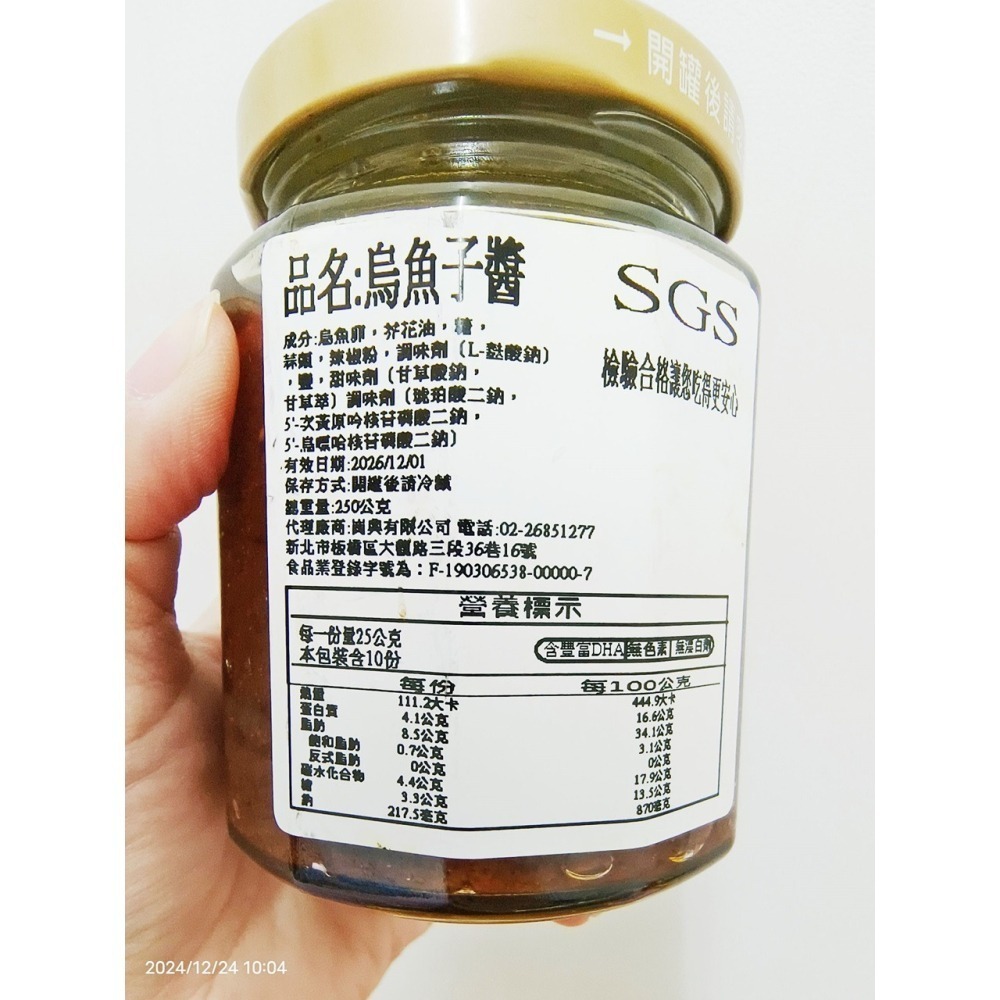 → 開罐後請
品名:烏魚子醬
SGS
檢驗合格讓您吃得更安心
成分:烏魚卵，芥花油，糖，
蒜頭，辣椒粉，調味劑〔L-麩酸鈉〕
，鹽，甜味劑〔甘草酸鈉，
甘草萃〕調味劑〔琥珀酸二鈉，
5'-次黃嘌呤核苷磷酸二鈉，
5'-鳥嘌呤核苷磷酸二鈉〕
有效日期:2026/12/01
保存方式:開罐後請冷藏
總重量:250公克
代理廠商:崗興有限公司 電話:02-26851277
新北市板橋區大觀路三段36巷16號
食品業登錄字號為：F-190306538-00000-7
營養標示
每一份量25公克
本包裝含10份
含豐富DHA 無色素 無漂白劑
每份 每100公克
熱量 111.2大卡 444.9大卡
蛋白質 4.1公克 16.6公克
脂肪 8.5公克 34.1公克
飽和脂肪 0.7公克 3.1公克
反式脂肪 0公克 0公克
碳水化合物 4.4公克 17.9公克
糖 3.3公克 13.5公克
鈉 217.5毫克 870毫克
2024/12/24 10:04